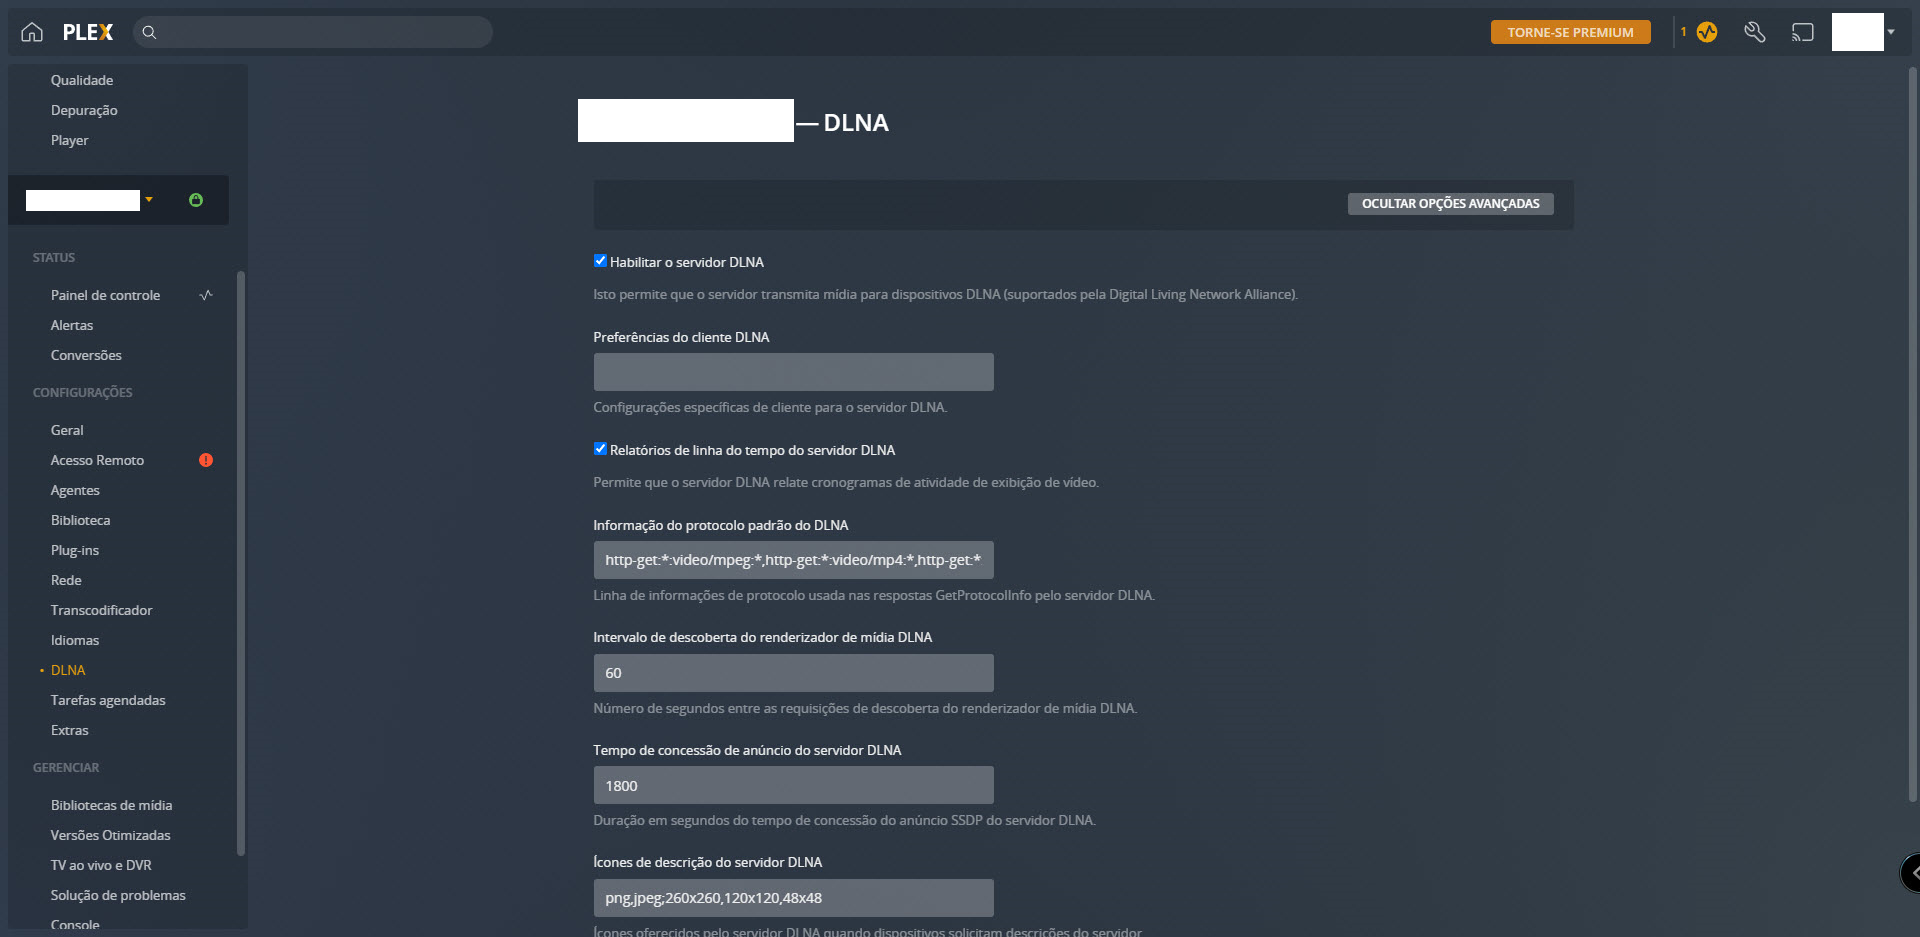 PLEX
TORNE-SE PREMIUM
1
Qualidade
Depuração
Player
STATUS
Painel de controle
Alertas
Conversões
CONFIGURAÇÕES
Geral
Acesso Remoto
Agentes
Biblioteca
Plug-ins
Rede
Transcodificador
Idiomas
DLNA
Tarefas agendadas
Extras
GERENCIAR
Bibliotecas de mídia
Versões Otimizadas
TV ao vivo e DVR
Solução de problemas
Console
— DLNA
OCULTAR OPÇÕES AVANÇADAS
Habilitar o servidor DLNA
Isto permite que o servidor transmita mídia para dispositivos DLNA (suportados pela Digital Living Network Alliance).
Preferências do cliente DLNA
Configurações específicas de cliente para o servidor DLNA.
Relatórios de linha do tempo do servidor DLNA
Permite que o servidor DLNA relate cronogramas de atividade de exibição de vídeo.
Informação do protocolo padrão do DLNA
http-get:*:video/mpeg:*,http-get:*:video/mp4:*,http-get:*
Linha de informações de protocolo usada nas respostas GetProtocolInfo pelo servidor DLNA.
Intervalo de descoberta do renderizador de mídia DLNA
60
Número de segundos entre as requisições de descoberta do renderizador de mídia DLNA.
Tempo de concessão de anúncio do servidor DLNA
1800
Duração em segundos do tempo de concessão do anúncio SSDP do servidor DLNA.
Ícones de descrição do servidor DLNA
png,jpeg;260x260,120x120,48x48
Ícones oferecidos pelo servidor DLNA quando dispositivos solicitam descrições do servidor